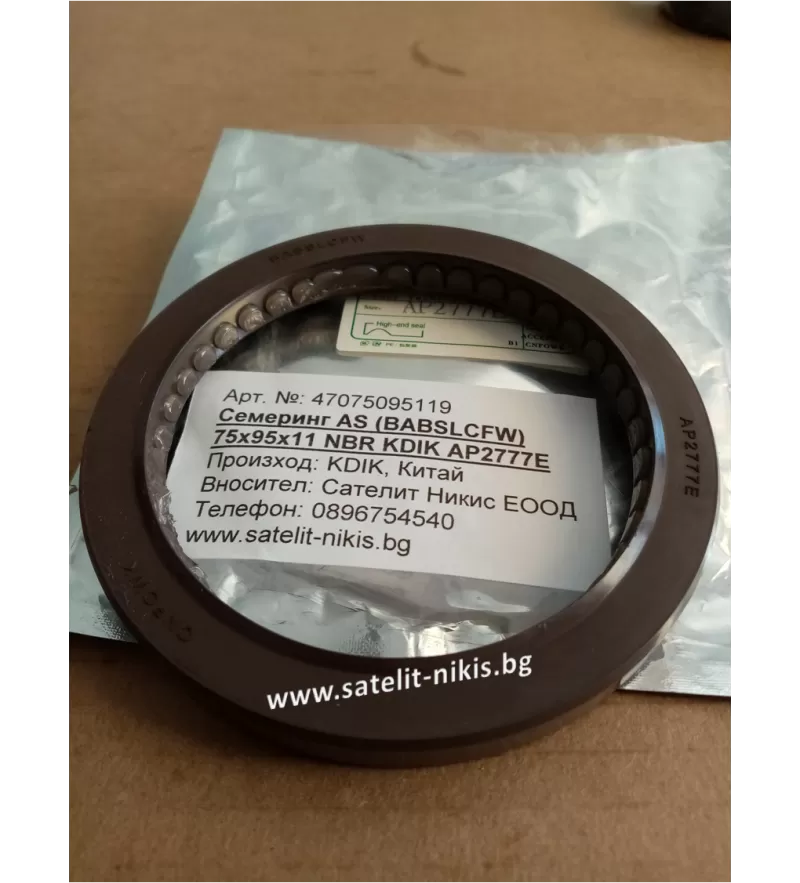 BABSLCFW
AP2777E
High-end seal
Арт. №: 47075095119
Семеринг AS (BABSLCFW)
75x95x11 NBR KDIK AP2777E
Произход: KDIK, Китай
Вносител: Сателит Никис ЕООД
Телефон: 0896754540
www.satelit-nikis.bg
AP2777E
www.satelit-nikis.bg